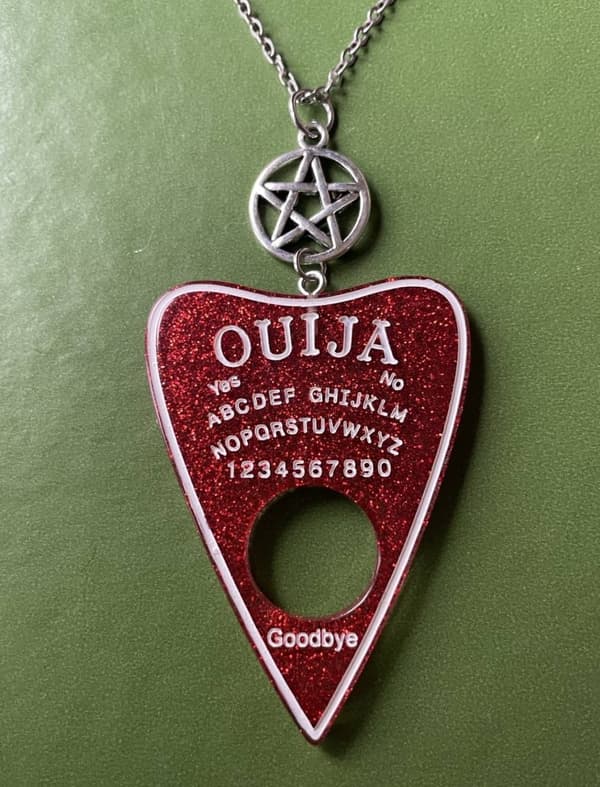 OUIJA
Yes No
ABCDEF GHIJKLM
NOPQRSTUVWXYZ
1234567890
Goodbye